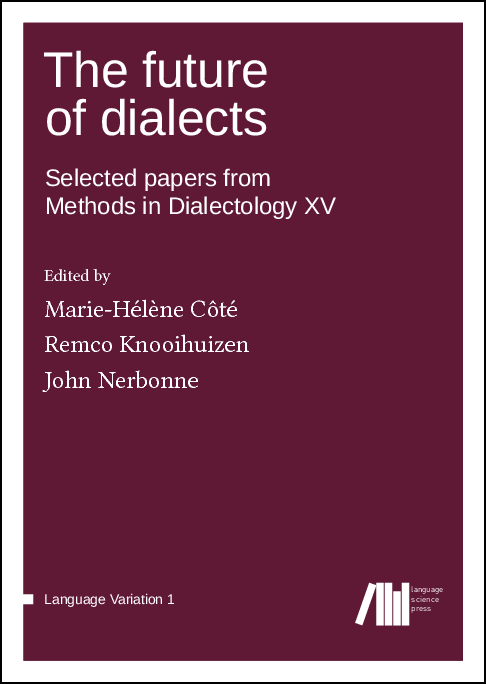 The future
of dialects
Selected papers from
Methods in Dialectology XV
Edited by
Marie-Hélène Côté
Remco Knooihuizen
John Nerbonne
Language Variation 1
language
science
press